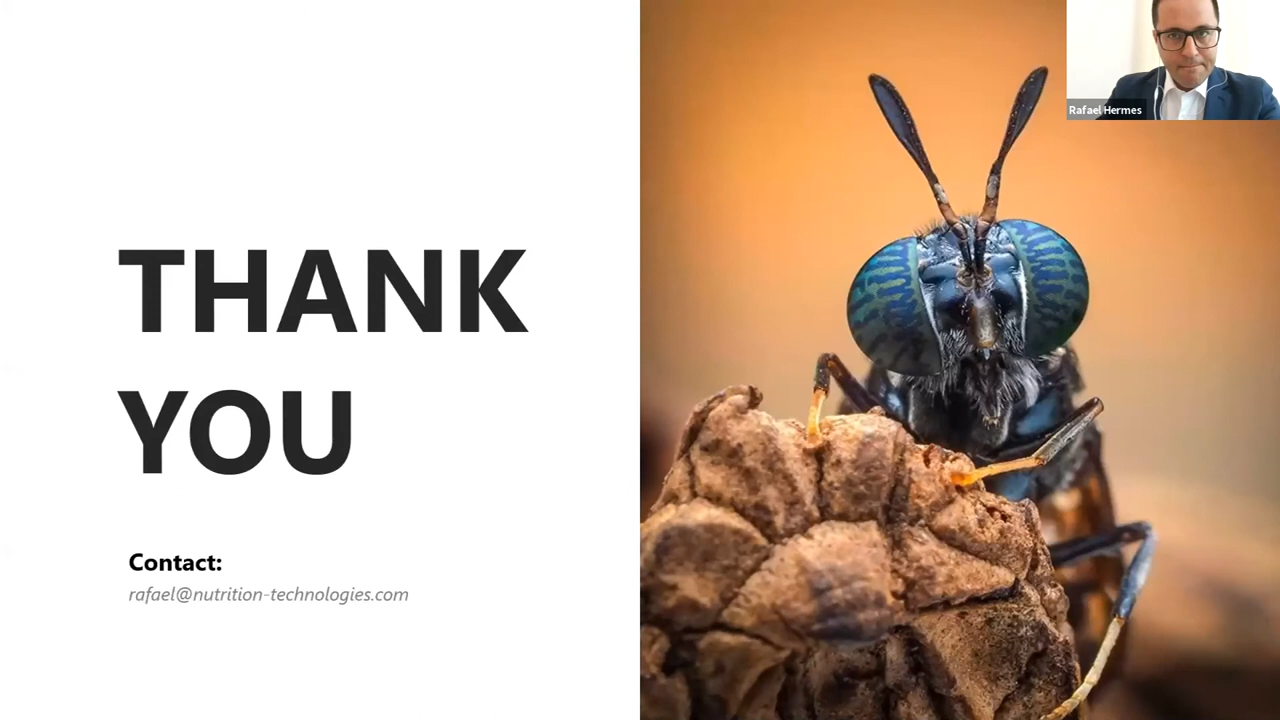 Rafael Hermes
THANK
YOU
Contact:
rafael@nutrition-technologies.com